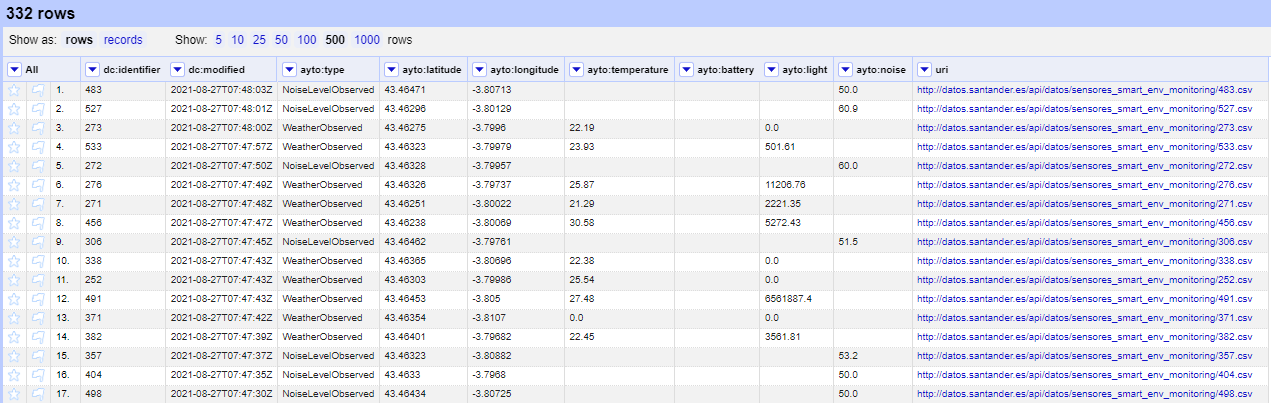 332 rows
Show as: rows records Show: 5 10 25 50 100 500 1000 rows
All dc:identifier dc:modified ayto:type ayto:latitude ayto:longitude ayto:temperature ayto:battery ayto:light ayto:noise uri
1. 483 2021-08-27T07:48:03Z NoiseLevelObserved 43.46471 -3.80713 50.0 http://datos.santander.es/api/datos/sensores_smart_env_monitoring/483.csv
2. 527 2021-08-27T07:48:01Z NoiseLevelObserved 43.46296 -3.80129 60.9 http://datos.santander.es/api/datos/sensores_smart_env_monitoring/527.csv
3. 273 2021-08-27T07:48:00Z WeatherObserved 43.46275 -3.7996 22.19 0.0 http://datos.santander.es/api/datos/sensores_smart_env_monitoring/273.csv
4. 533 2021-08-27T07:47:57Z WeatherObserved 43.46323 -3.79979 23.93 501.61 http://datos.santander.es/api/datos/sensores_smart_env_monitoring/533.csv
5. 272 2021-08-27T07:47:50Z NoiseLevelObserved 43.46328 -3.79957 60.0 http://datos.santander.es/api/datos/sensores_smart_env_monitoring/272.csv
6. 276 2021-08-27T07:47:49Z WeatherObserved 43.46326 -3.79737 25.87 11206.76 http://datos.santander.es/api/datos/sensores_smart_env_monitoring/276.csv
7. 271 2021-08-27T07:47:48Z WeatherObserved 43.46251 -3.80022 21.29 2221.35 http://datos.santander.es/api/datos/sensores_smart_env_monitoring/271.csv
8. 456 2021-08-27T07:47:47Z WeatherObserved 43.46238 -3.80069 30.58 5272.43 http://datos.santander.es/api/datos/sensores_smart_env_monitoring/456.csv
9. 306 2021-08-27T07:47:45Z NoiseLevelObserved 43.46462 -3.79761 51.5 http://datos.santander.es/api/datos/sensores_smart_env_monitoring/306.csv
10. 338 2021-08-27T07:47:43Z WeatherObserved 43.46365 -3.80696 22.38 0.0 http://datos.santander.es/api/datos/sensores_smart_env_monitoring/338.csv
11. 252 2021-08-27T07:47:43Z WeatherObserved 43.46303 -3.79986 25.54 0.0 http://datos.santander.es/api/datos/sensores_smart_env_monitoring/252.csv
12. 491 2021-08-27T07:47:43Z WeatherObserved 43.46453 -3.805 27.48 6561887.4 http://datos.santander.es/api/datos/sensores_smart_env_monitoring/491.csv
13. 371 2021-08-27T07:47:42Z WeatherObserved 43.46354 -3.8107 0.0 0.0 http://datos.santander.es/api/datos/sensores_smart_env_monitoring/371.csv
14. 382 2021-08-27T07:47:39Z WeatherObserved 43.46401 -3.79682 22.45 3561.81 http://datos.santander.es/api/datos/sensores_smart_env_monitoring/382.csv
15. 357 2021-08-27T07:47:37Z NoiseLevelObserved 43.46323 -3.80882 53.2 http://datos.santander.es/api/datos/sensores_smart_env_monitoring/357.csv
16. 404 2021-08-27T07:47:35Z NoiseLevelObserved 43.4633 -3.7968 50.0 http://datos.santander.es/api/datos/sensores_smart_env_monitoring/404.csv
17. 498 2021-08-27T07:47:30Z NoiseLevelObserved 43.46434 -3.80725 50.0 http://datos.santander.es/api/datos/sensores_smart_env_monitoring/498.csv